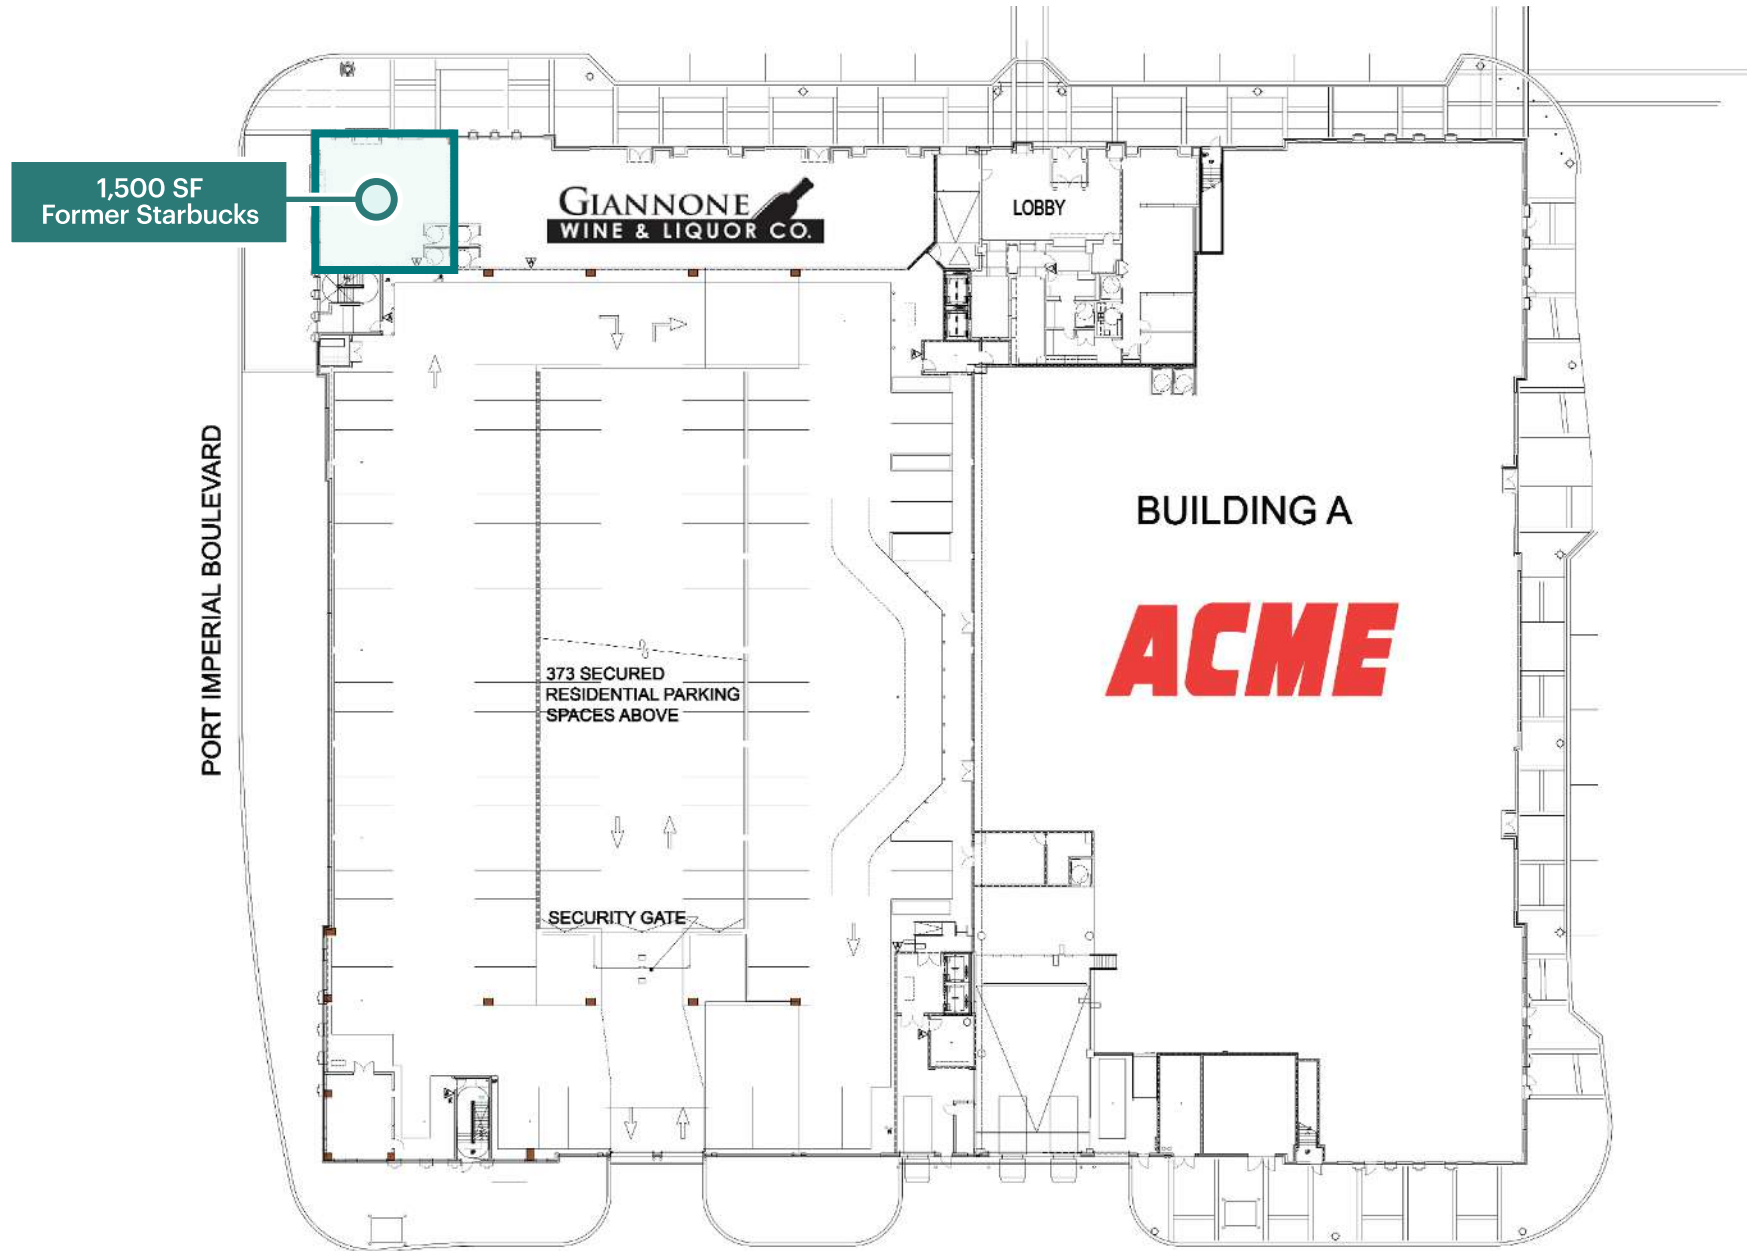 1,500 SF
Former Starbucks
GIANNONE
WINE & LIQUOR CO.
LOBBY
PORT IMPERIAL BOULEVARD
BUILDING A
ACME
373 SECURED
RESIDENTIAL PARKING
SPACES ABOVE
SECURITY GATE